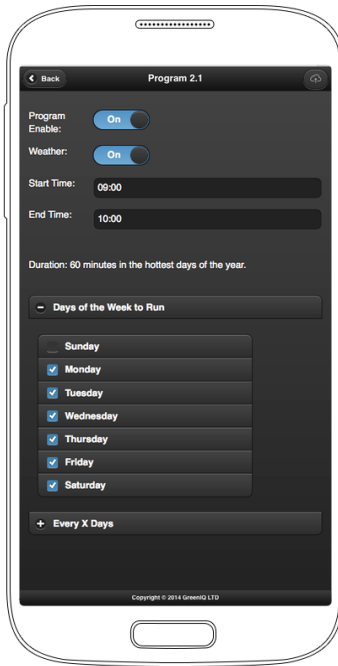 Back
Program 2.1
Program
Enable:
On
Weather:
On
Start Time:
09:00
End Time:
10:00
Duration: 60 minutes in the hottest days of the year.
Days of the Week to Run
Sunday
Monday
Tuesday
Wednesday
Thursday
Friday
Saturday
Every X Days
Copyright © 2014 GreenIQ LTD